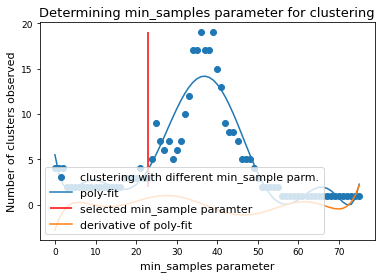 Determining min_samples parameter for clustering
Number of clusters observed
20
15
10
5
0
clustering with different min_sample parm.
poly-fit
selected min_sample paramter
derivative of poly-fit
0 10 20 30 40 50 60 70
min_samples parameter